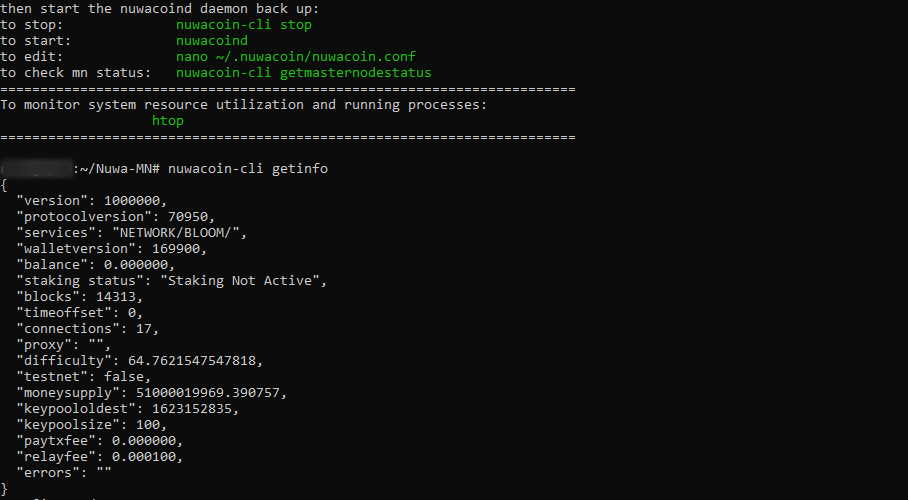 then start the nuwacoind daemon back up:
to stop: nuwacoin-cli stop
to start: nuwacoind
to edit: nano ~/.nuwacoin/nuwacoin.conf
to check mn status: nuwacoin-cli getmasternodestatus
========================================================================
To monitor system resource utilization and running processes:
htop
========================================================================
:~/Nuwa-MN# nuwacoin-cli getinfo
{
"version": 1000000,
"protocolversion": 70950,
"services": "NETWORK/BLOOM/",
"walletversion": 169900,
"balance": 0.000000,
"staking status": "Staking Not Active",
"blocks": 14313,
"timeoffset": 0,
"connections": 17,
"proxy": "",
"difficulty": 64.7621547547818,
"testnet": false,
"moneysupply": 51000019969.390757,
"keypoololdest": 1623152835,
"keypoolsize": 100,
"paytxfee": 0.000000,
"relayfee": 0.000100,
"errors": ""
}